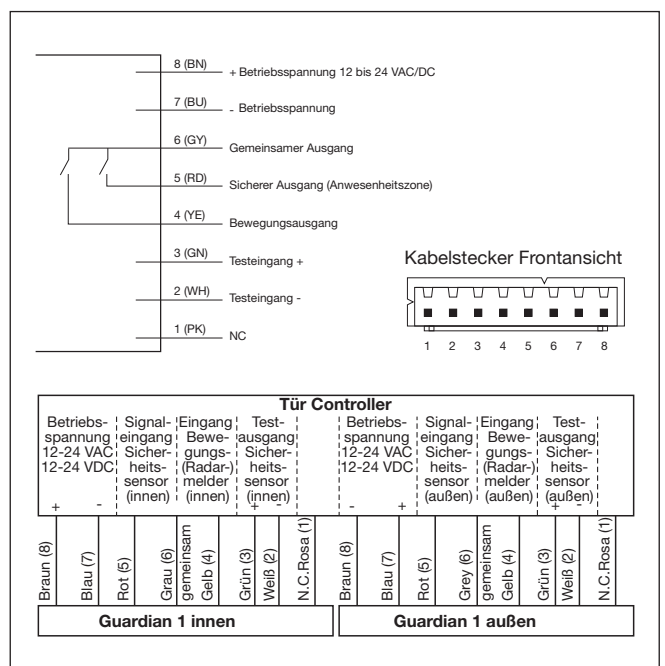 8 (BN)
+ Betriebsspannung 12 bis 24 VAC/DC
7 (BU)
- Betriebsspannung
6 (GY)
Gemeinsamer Ausgang
5 (RD)
Sicherer Ausgang (Anwesenheitszone)
4 (YE)
Bewegungsausgang
3 (GN)
Testeingang +
2 (WH)
Testeingang -
1 (PK)
NC
Kabelstecker Frontansicht
1 2 3 4 5 6 7 8
Tür Controller
Betriebs-
spannung
12-24 VAC
12-24 VDC
+ -
Signal-
eingang
Sicher-
heits-
sensor
(innen)
Eingang
Bewe-
gungs-
(Radar-)
melder
(innen)
Test-
ausgang
Sicher-
heits-
sensor
(innen)
+ -
Betriebs-
spannung
12-24 VAC
12-24 VDC
- +
Signal-
eingang
Sicher-
heits-
sensor
(außen)
Eingang
Bewe-
gungs-
(Radar-)
melder
(außen)
Test-
ausgang
Sicher-
heits-
sensor
(außen)
+ -
Braun (8)
Blau (7)
Rot (5)
Grau (6)
gemeinsam
Gelb (4)
Grün (3)
Weiß (2)
N.C.Rosa (1)
Braun (8)
Blau (7)
Rot (5)
Grey (6)
gemeinsam
Gelb (4)
Grün (3)
Weiß (2)
N.C.Rosa (1)
Guardian 1 innen
Guardian 1 außen